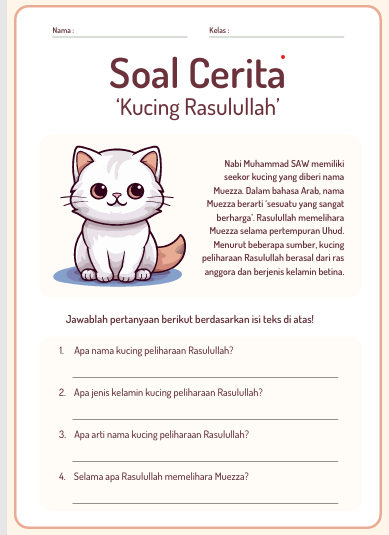 Nama :
Kelas :
Soal Cerita
‘Kucing Rasulullah’
Nabi Muhammad SAW memiliki
seekor kucing yang diberi nama
Muezza. Dalam bahasa Arab, nama
Muezza berarti ‘sesuatu yang sangat
berharga’. Rasulullah memelihara
Muezza selama pertempuran Uhud.
Menurut beberapa sumber, kucing
peliharaan Rasulullah berasal dari ras
anggora dan berjenis kelamin betina.
Jawablah pertanyaan berikut berdasarkan isi teks di atas!
1. Apa nama kucing peliharaan Rasulullah?
2. Apa jenis kelamin kucing peliharaan Rasulullah?
3. Apa arti nama kucing peliharaan Rasulullah?
4. Selama apa Rasulullah memelihara Muezza?